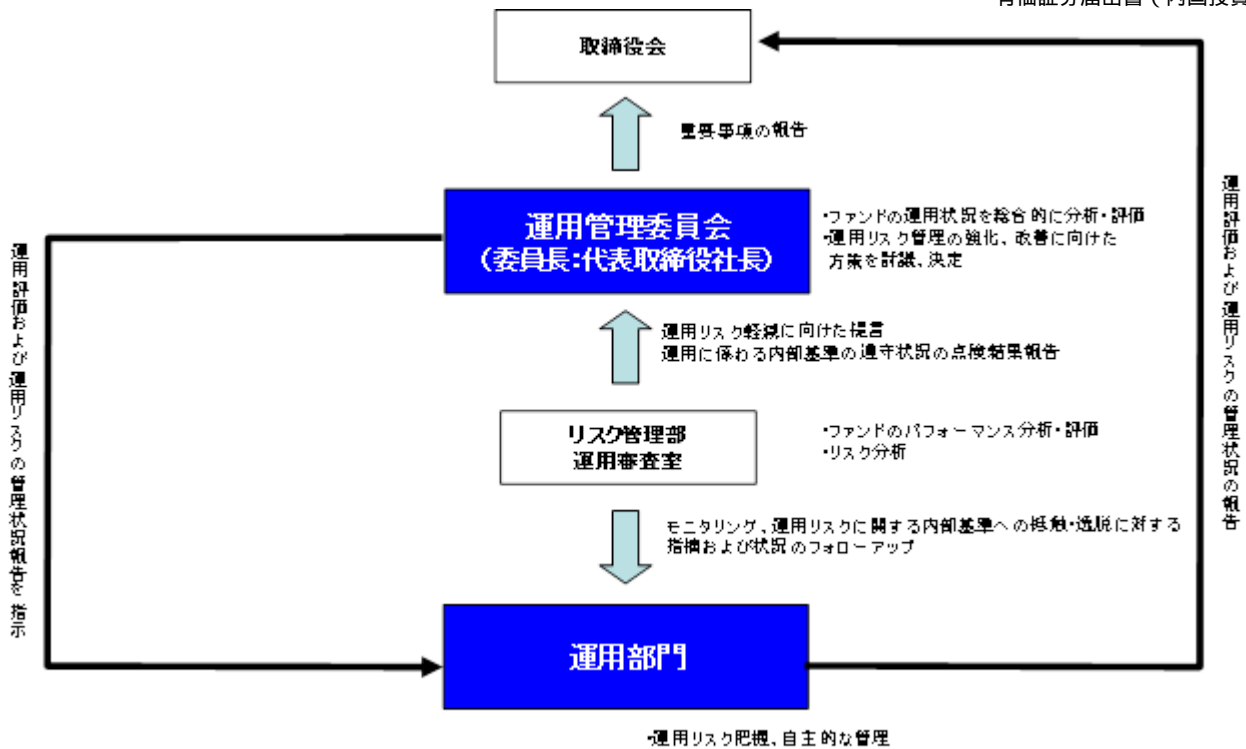 有価証券届出書（内国投資
取締役会
重要事項の報告
運用管理委員会
（委員長：代表取締役社長）
・ファンドの運用状況を総合的に分析・評価
・運用リスク管理の強化、改善に向けた
方策を討議、決定
運用リスク軽減に向けた提言
運用に係わる内部基準の遵守状況の点検結果報告
リスク管理部
運用審査室
・ファンドのパフォーマンス分析・評価
・リスク分析
モニタリング、運用リスクに関する内部基準への抵触・逸脱に対する
指摘および状況のフォローアップ
運用部門
・運用リスク把握、自主的な管理
運用評価および運用リスクの管理状況報告を指示
運用評価および運用リスクの管理状況の報告